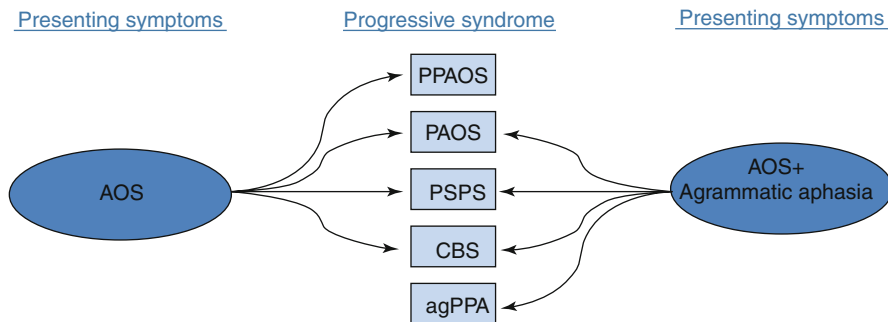 Presenting symptoms
Progressive syndrome
Presenting symptoms
PPAOS
PAOS
AOS
PSPS
AOS+
Agrammatic aphasia
CBS
agPPA